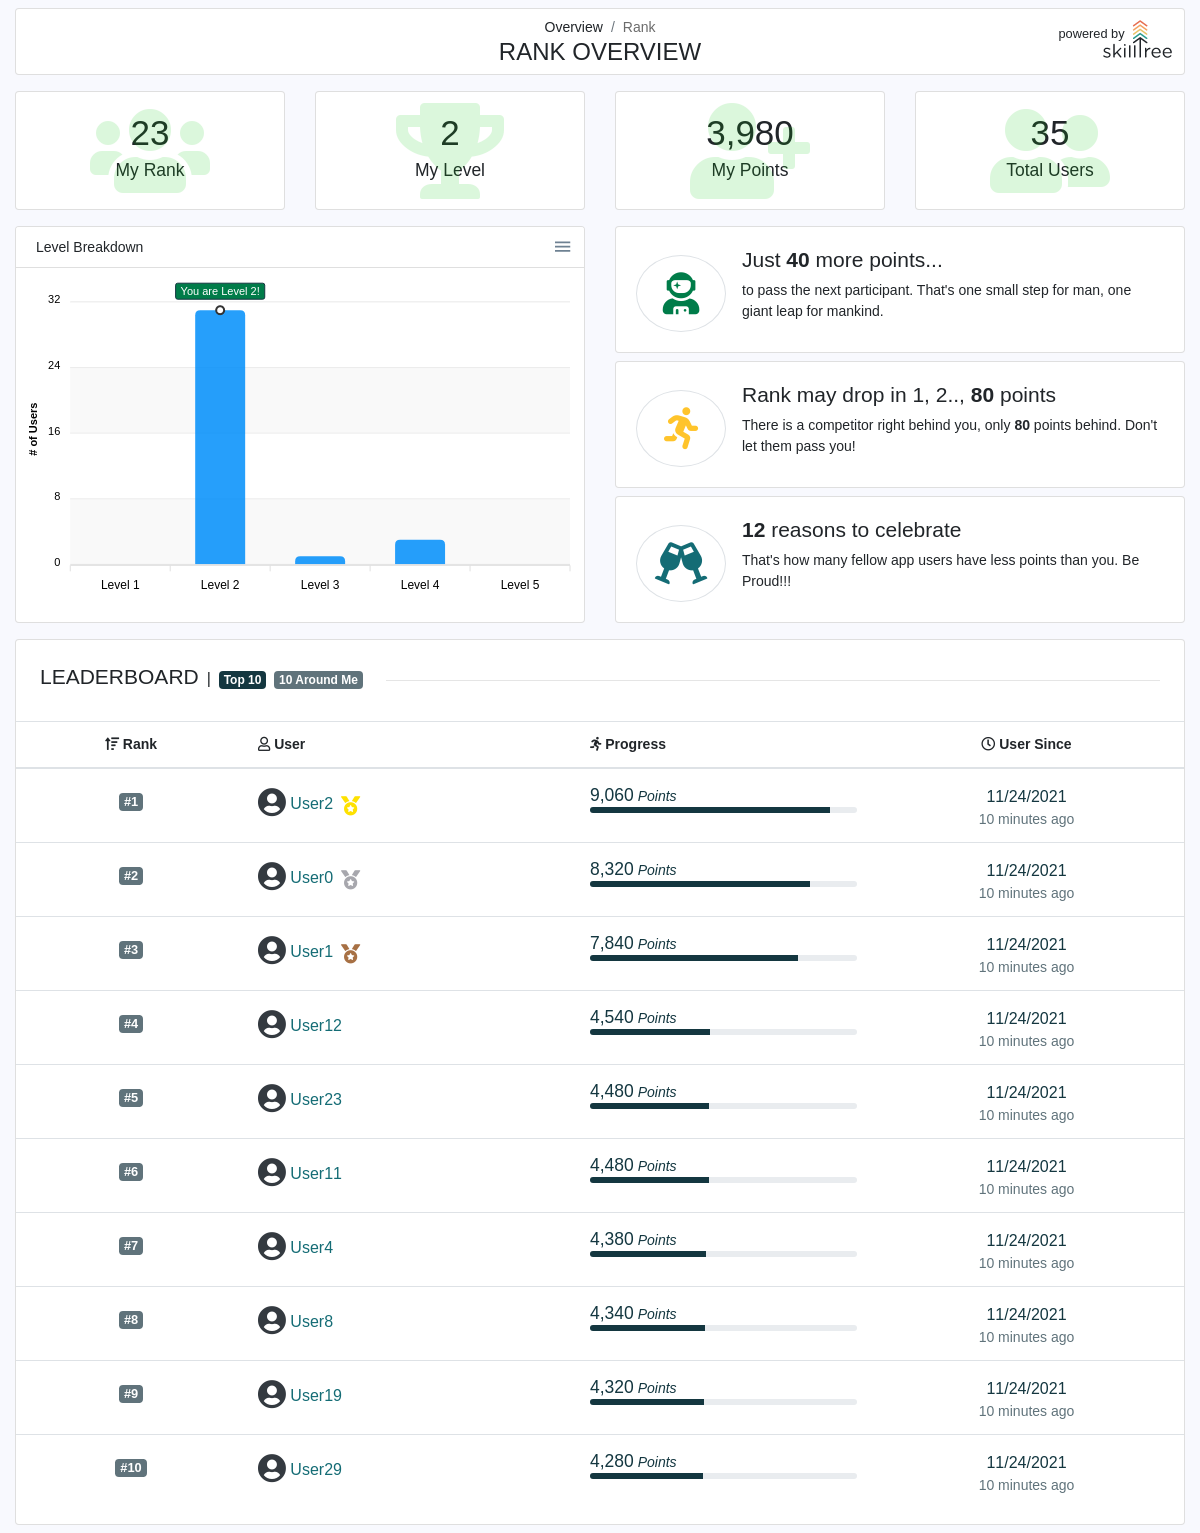 Overview / Rank
RANK OVERVIEW
powered by
skilltree
23
My Rank
2
My Level
3,980
My Points
35
Total Users
Level Breakdown
You are Level 2!
32
24
16
8
0
# of Users
Level 1
Level 2
Level 3
Level 4
Level 5
Just 40 more points...
to pass the next participant. That's one small step for man, one
giant leap for mankind.
Rank may drop in 1, 2.., 80 points
There is a competitor right behind you, only 80 points behind. Don't
let them pass you!
12 reasons to celebrate
That's how many fellow app users have less points than you. Be
Proud!!!
LEADERBOARD | Top 10 10 Around Me
Rank User Progress User Since
#1 User2 9,060 Points 11/24/2021
10 minutes ago
#2 User0 8,320 Points 11/24/2021
10 minutes ago
#3 User1 7,840 Points 11/24/2021
10 minutes ago
#4 User12 4,540 Points 11/24/2021
10 minutes ago
#5 User23 4,480 Points 11/24/2021
10 minutes ago
#6 User11 4,480 Points 11/24/2021
10 minutes ago
#7 User4 4,380 Points 11/24/2021
10 minutes ago
#8 User8 4,340 Points 11/24/2021
10 minutes ago
#9 User19 4,320 Points 11/24/2021
10 minutes ago
#10 User29 4,280 Points 11/24/2021
10 minutes ago